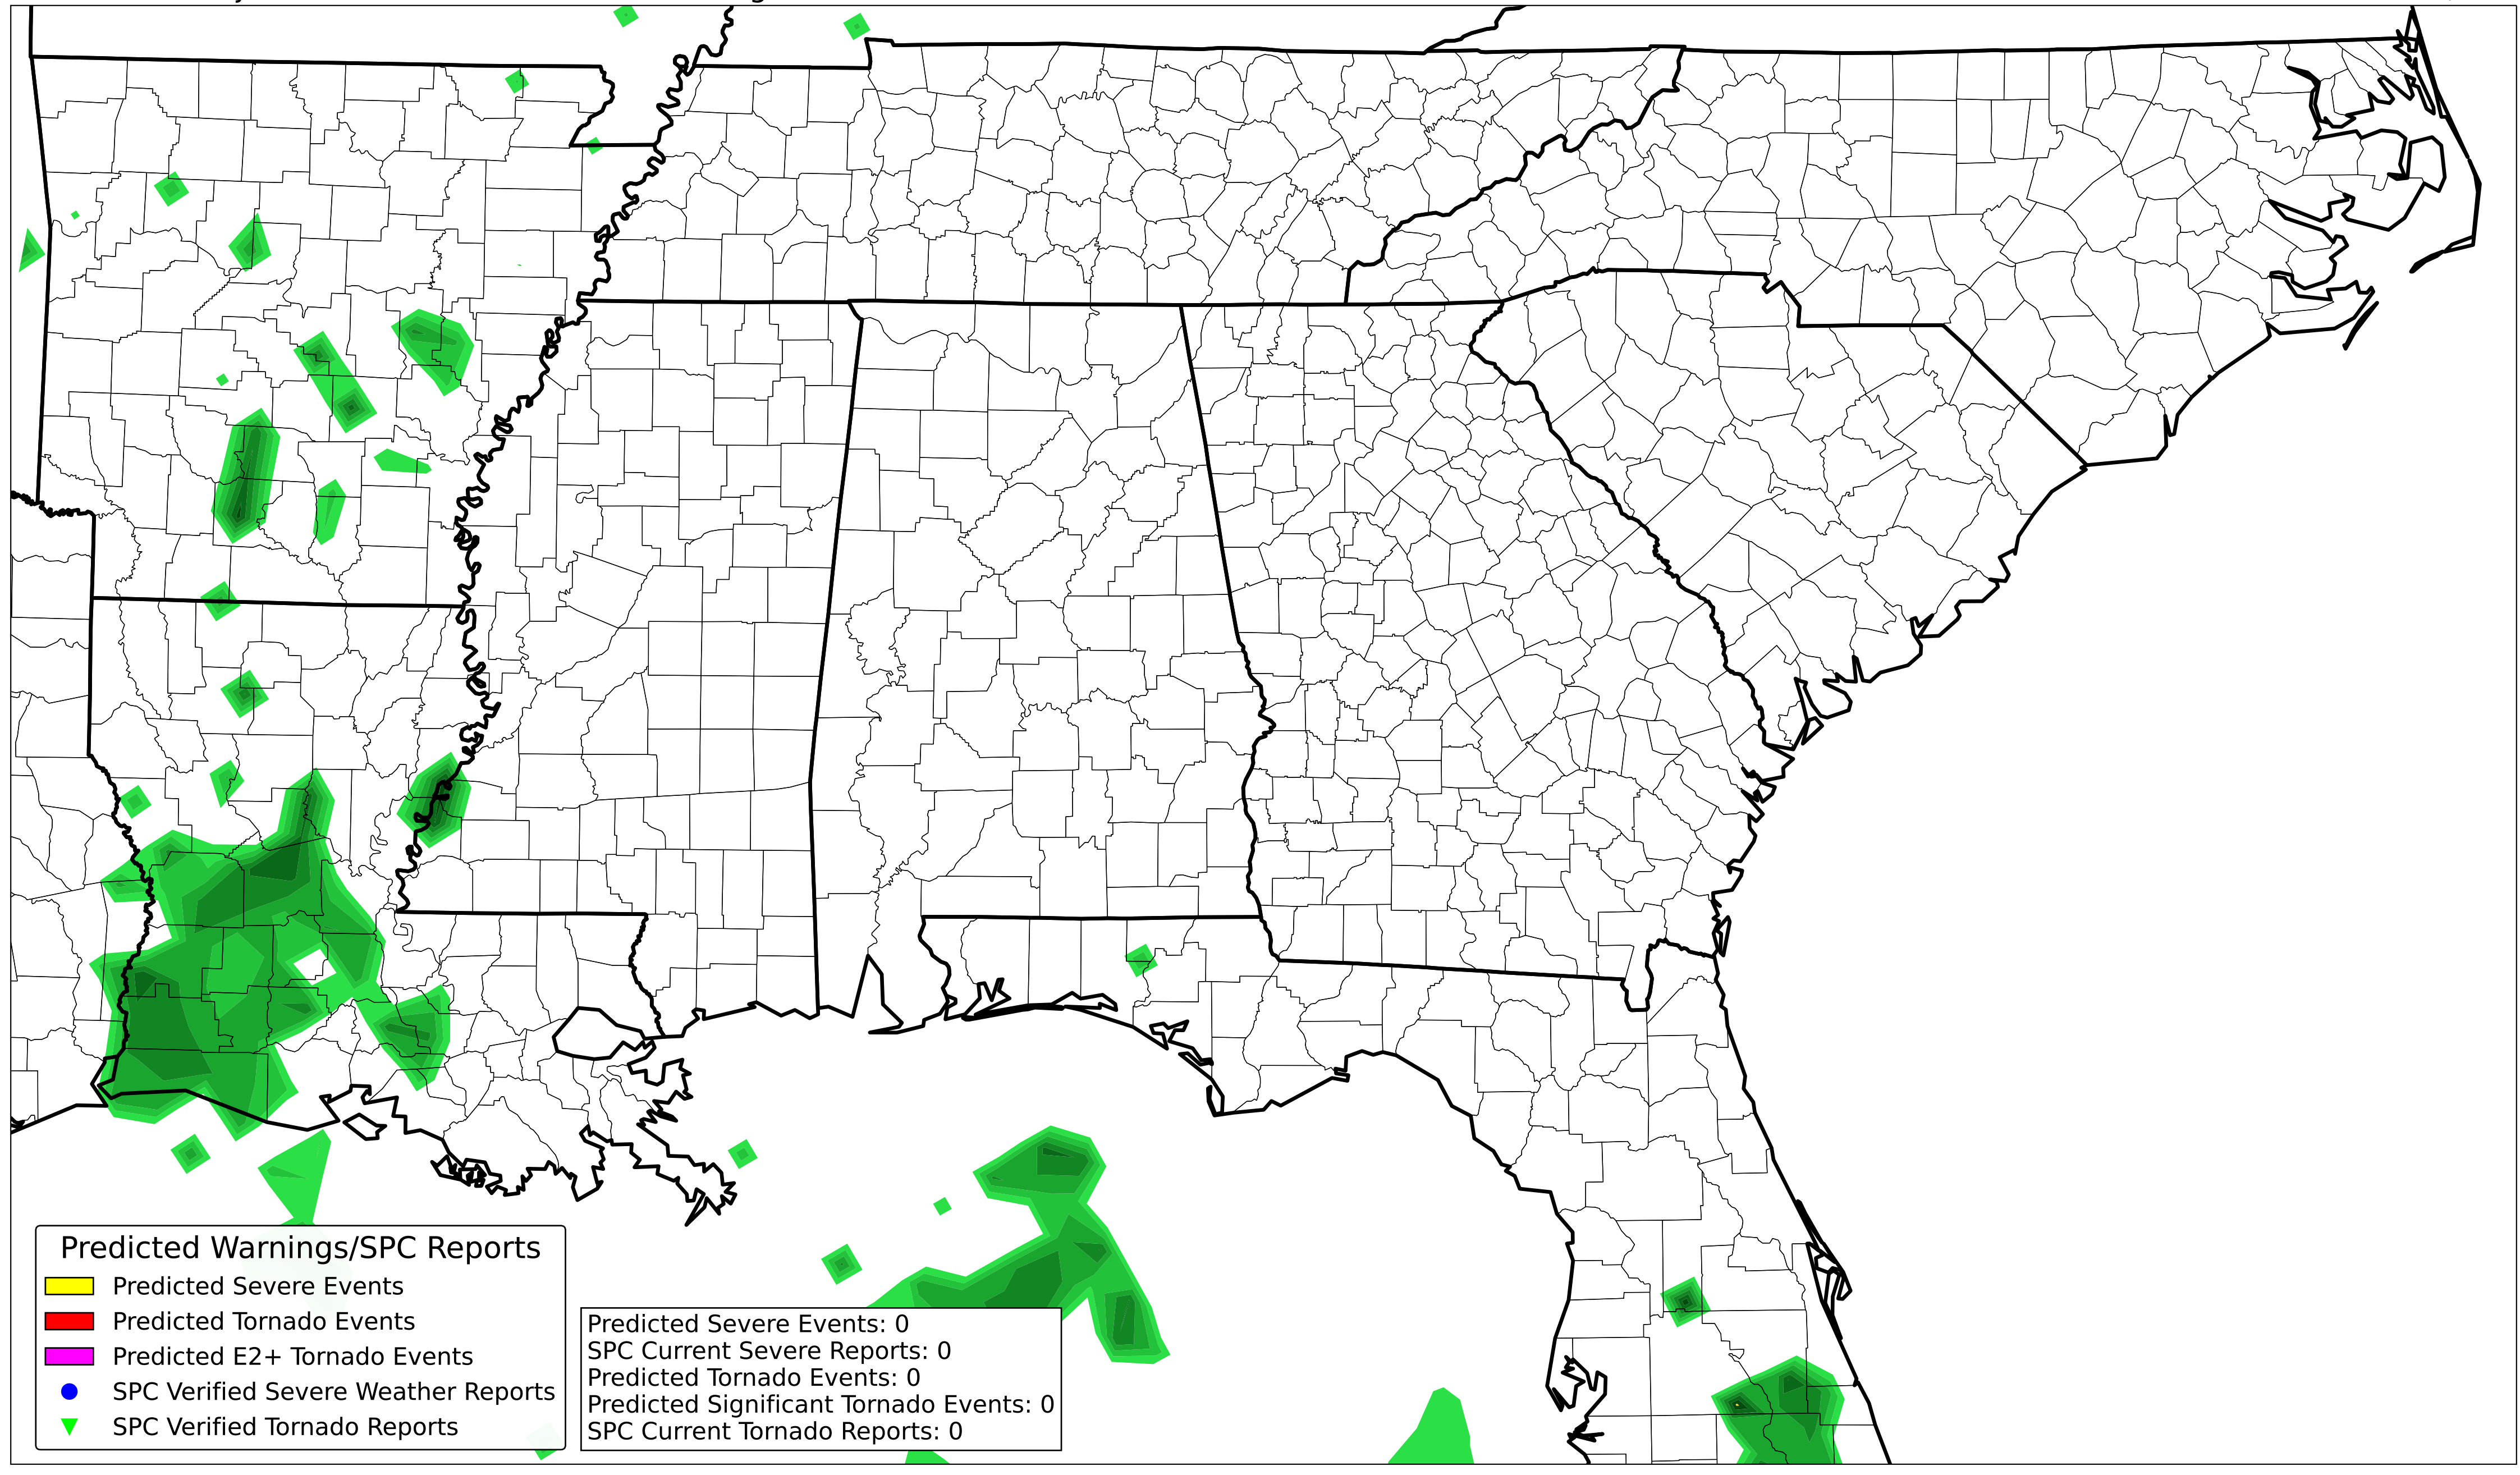 Predicted Warnings/SPC Reports
Predicted Severe Events
Predicted Tornado Events
Predicted E2+ Tornado Events
SPC Verified Severe Weather Reports
SPC Verified Tornado Reports
Predicted Severe Events: 0
SPC Current Severe Reports: 0
Predicted Tornado Events: 0
Predicted Significant Tornado Events: 0
SPC Current Tornado Reports: 0